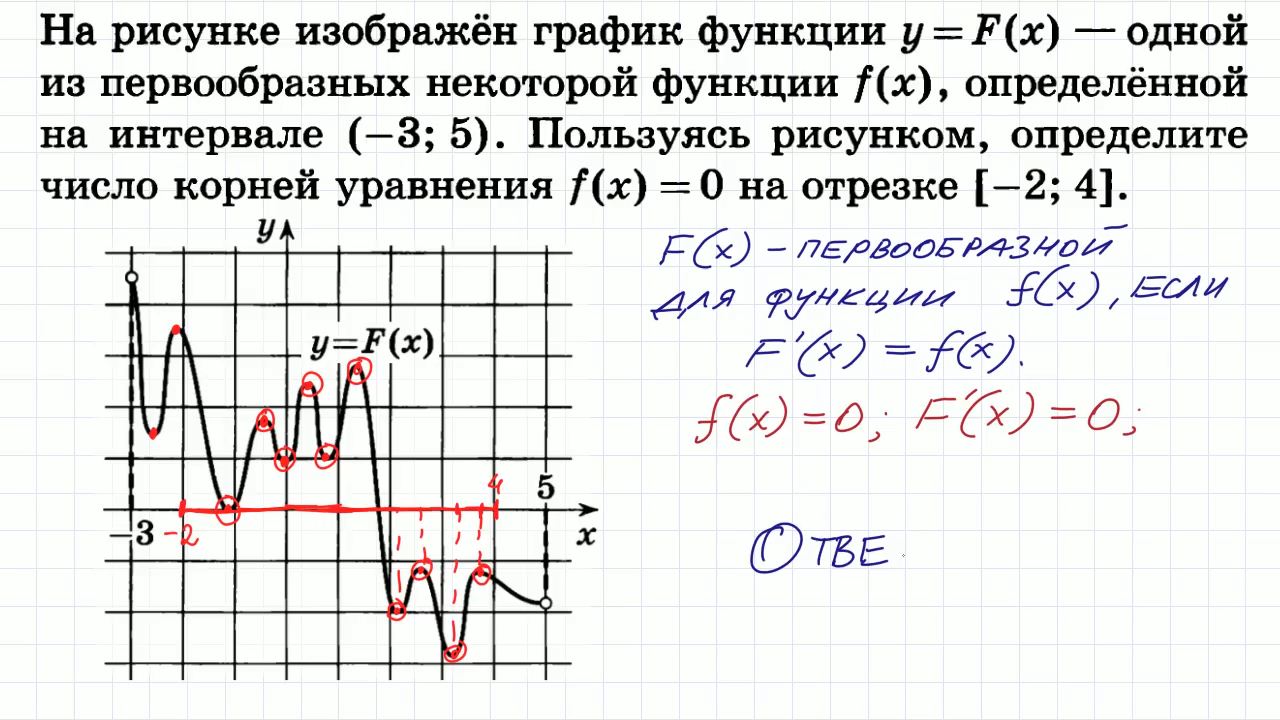 На рисунке изображён график функции y=F(x) — одной
из первообразных некоторой функции f(x), определённой
на интервале (−3; 5). Пользуясь рисунком, определите
число корней уравнения f(x)=0 на отрезке [−2; 4].
y
y=F(x)
4
5
−3
-2
x
F(x) – ПЕРВООБРАЗНОЙ
ДЛЯ ФУНКЦИИ f(x), ЕСЛИ
F'(x) = f(x).
f(x) = 0; F'(x) = 0;
ОТВЕ